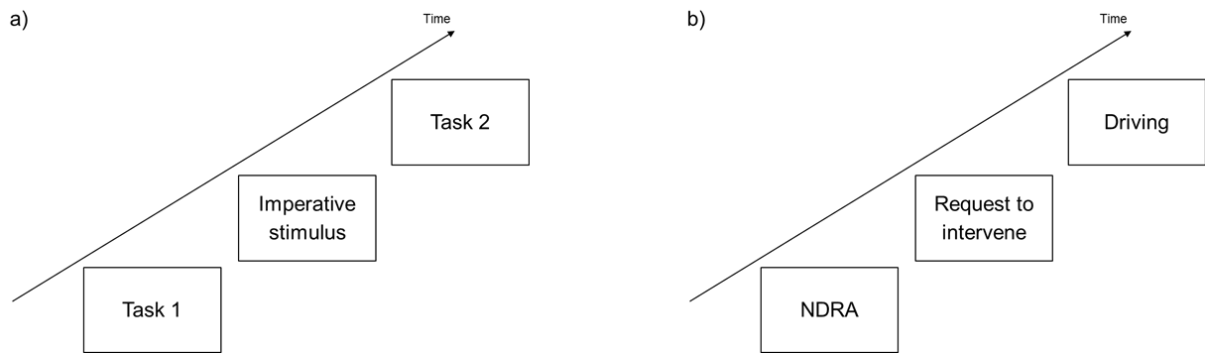 a)
Time
Task 2
Imperative
stimulus
Task 1
b)
Time
Driving
Request to
intervene
NDRA